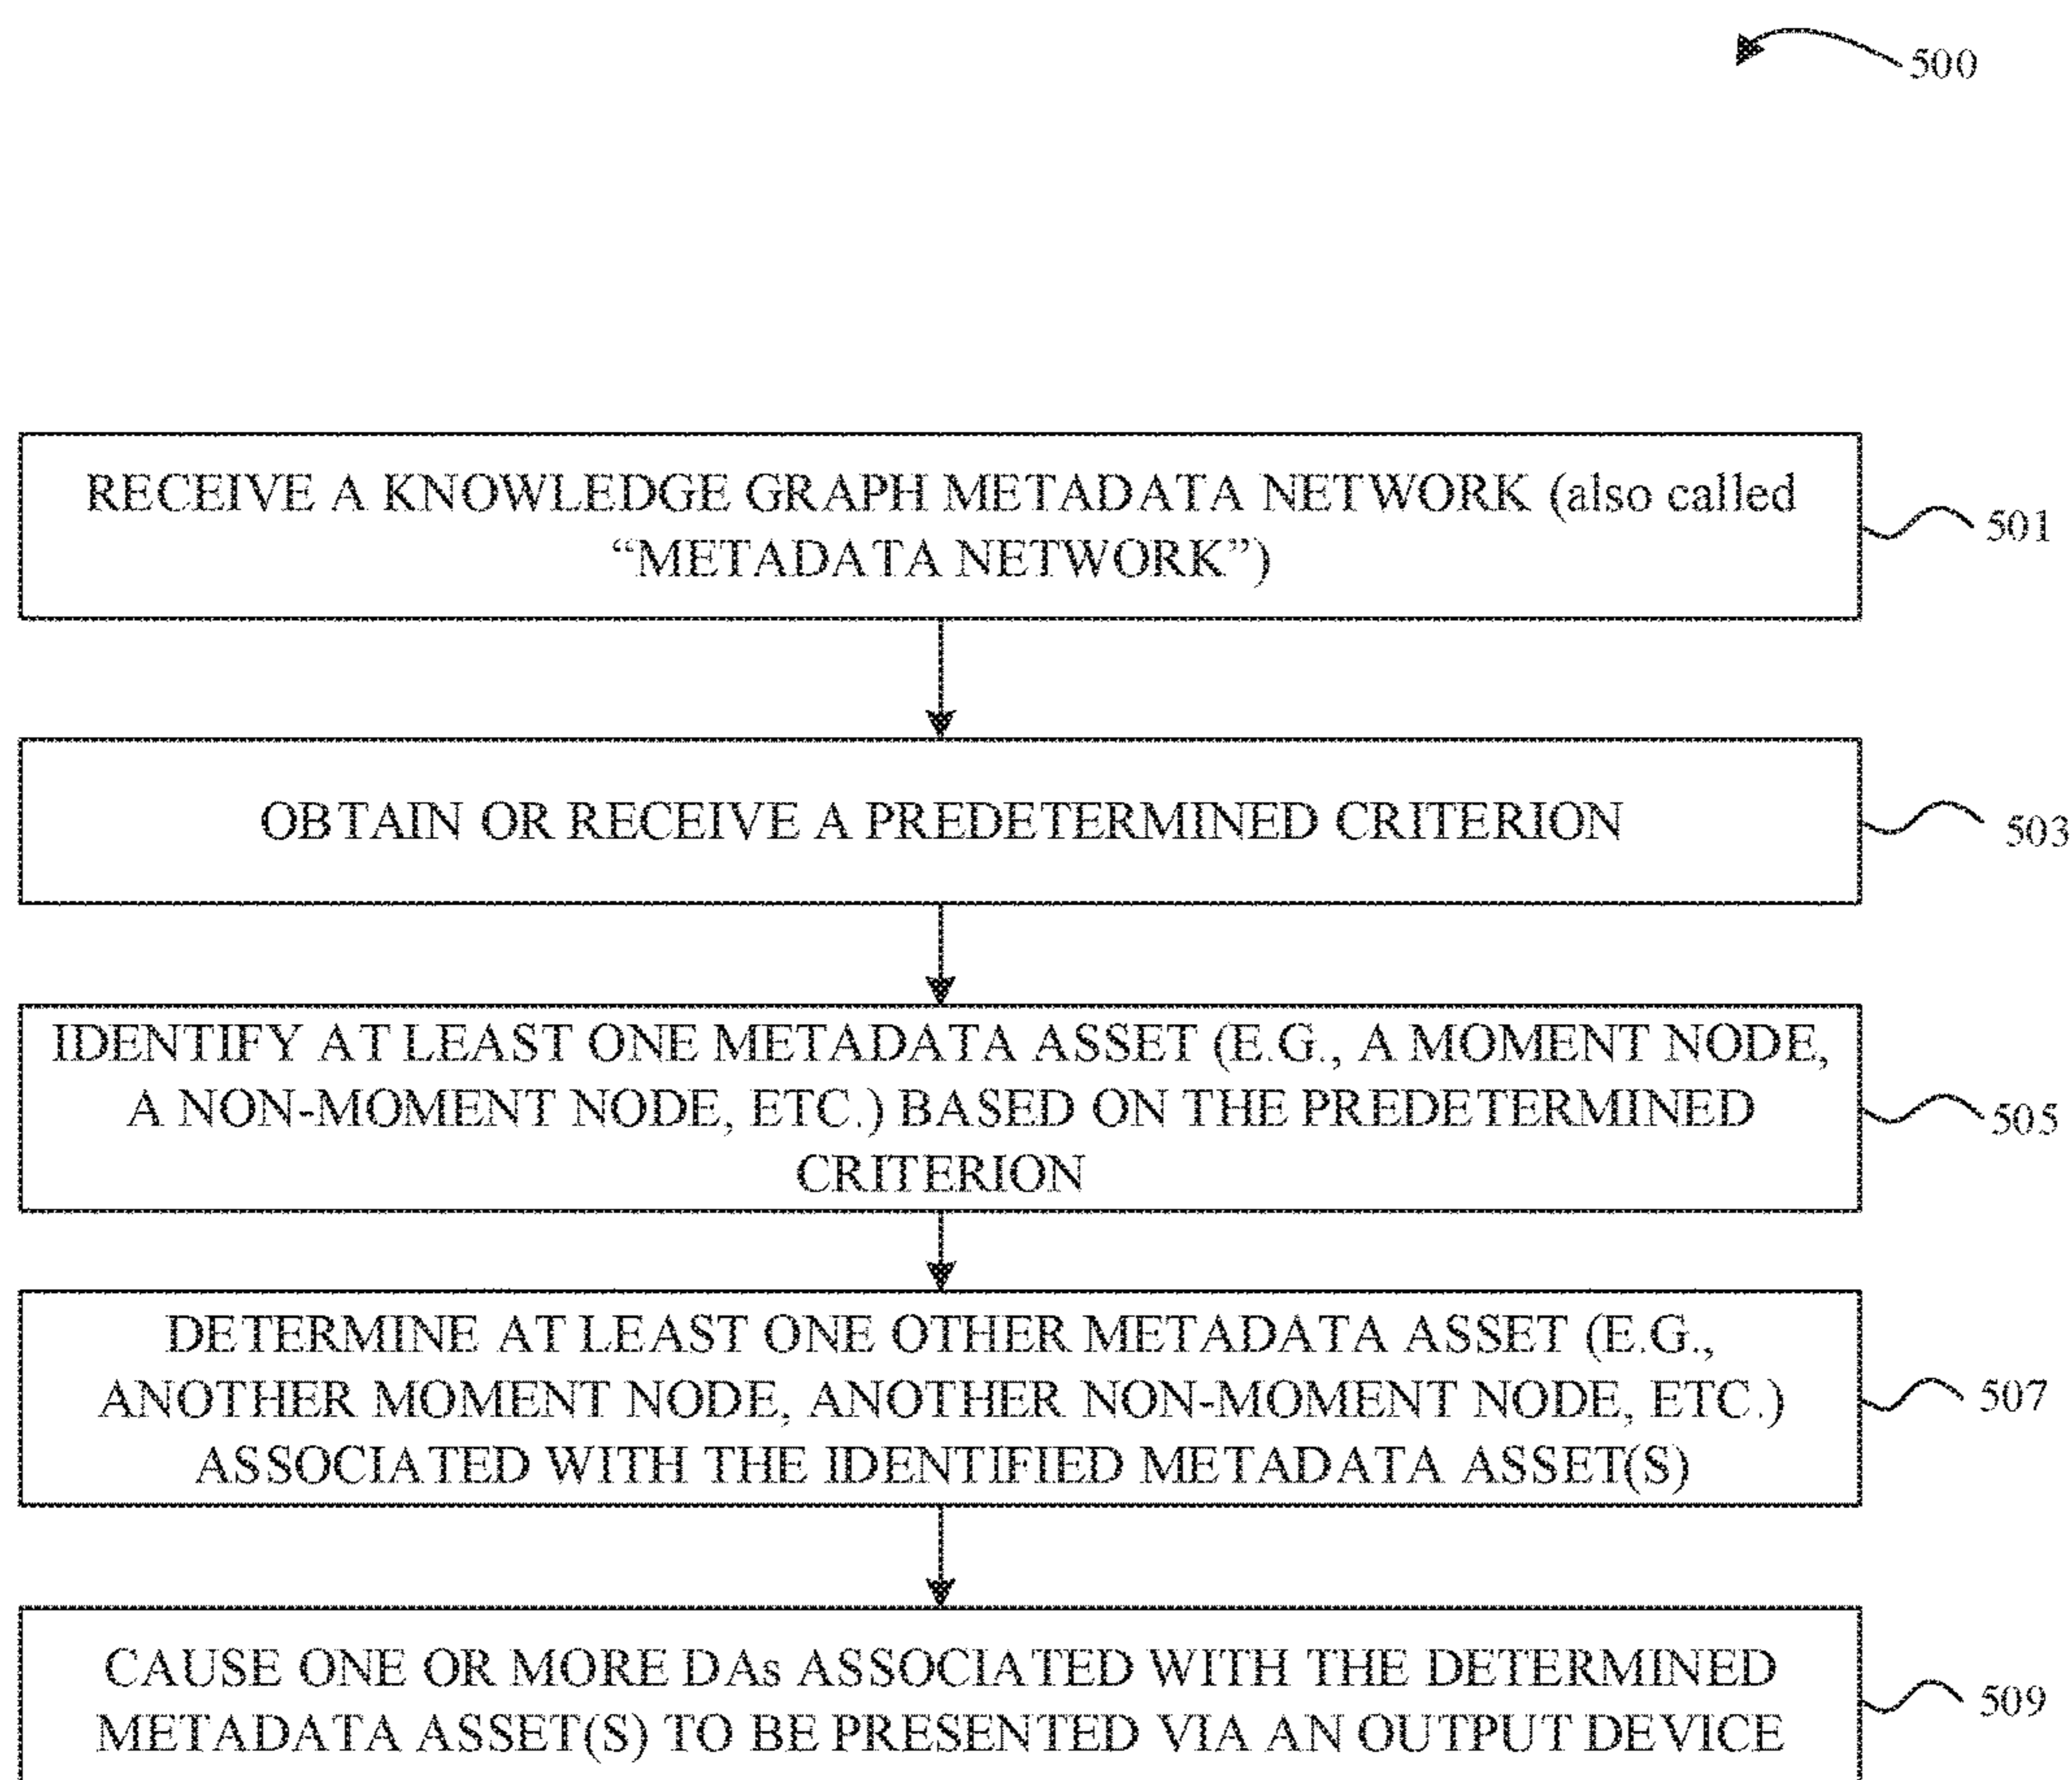 500
RECEIVE A KNOWLEDGE GRAPH METADATA NETWORK (also called
“METADATA NETWORK”)
501
OBTAIN OR RECEIVE A PREDETERMINED CRITERION
503
IDENTIFY AT LEAST ONE METADATA ASSET (E.G., A MOMENT NODE,
A NON-MOMENT NODE, ETC.) BASED ON THE PREDETERMINED
CRITERION
505
DETERMINE AT LEAST ONE OTHER METADATA ASSET (E.G.,
ANOTHER MOMENT NODE, ANOTHER NON-MOMENT NODE, ETC.)
ASSOCIATED WITH THE IDENTIFIED METADATA ASSET(S)
507
CAUSE ONE OR MORE DAs ASSOCIATED WITH THE DETERMINED
METADATA ASSET(S) TO BE PRESENTED VIA AN OUTPUT DEVICE
509